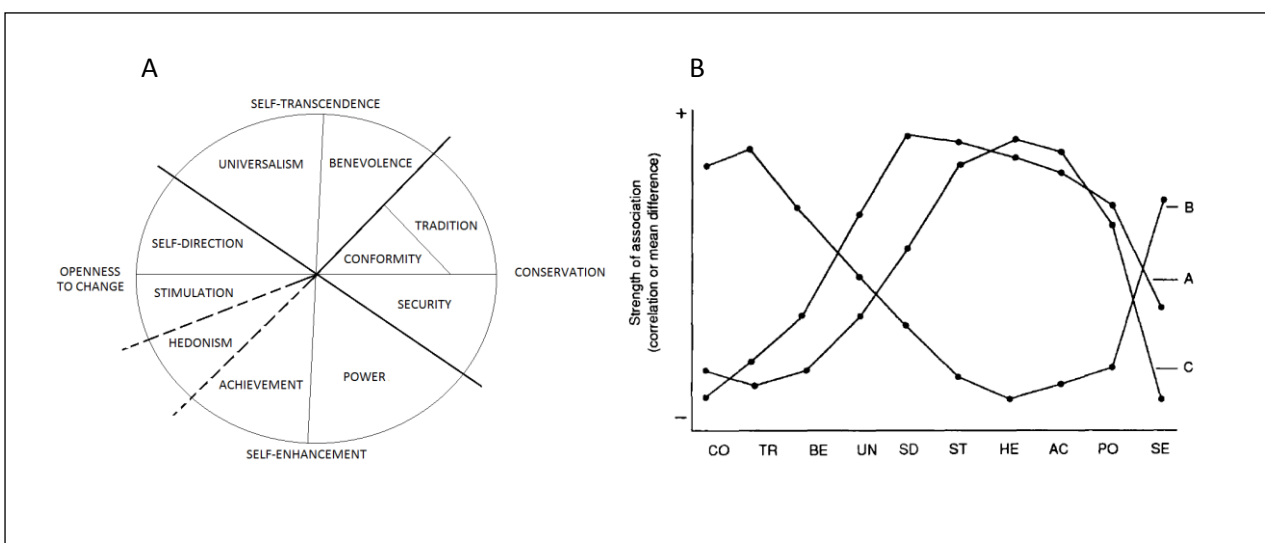 A
SELF-TRANSCENDENCE
UNIVERSALISM
BENEVOLENCE
TRADITION
SELF-DIRECTION
CONFORMITY
OPENNESS
TO CHANGE
CONSERVATION
STIMULATION
SECURITY
HEDONISM
ACHIEVEMENT
POWER
SELF-ENHANCEMENT
B
+
Strength of association
(correlation or mean difference)
−
B
A
C
CO TR BE UN SD ST HE AC PO SE